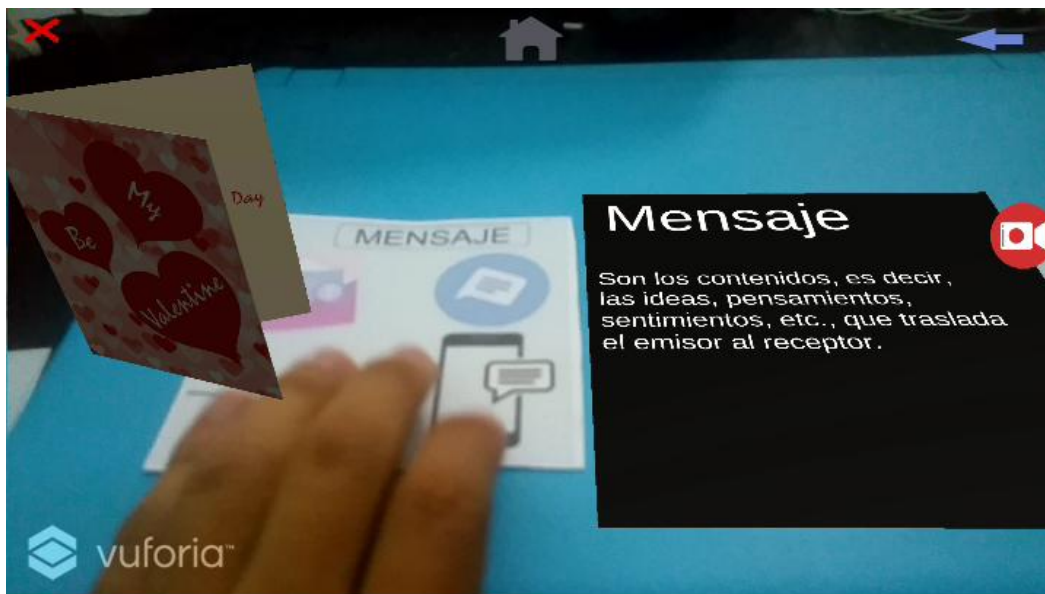 My
Be
Valentine
Day
MENSAJE
Mensaje
Son los contenidos, es decir,
las ideas, pensamientos,
sentimientos, etc., que traslada
el emisor al receptor.
vuforia™